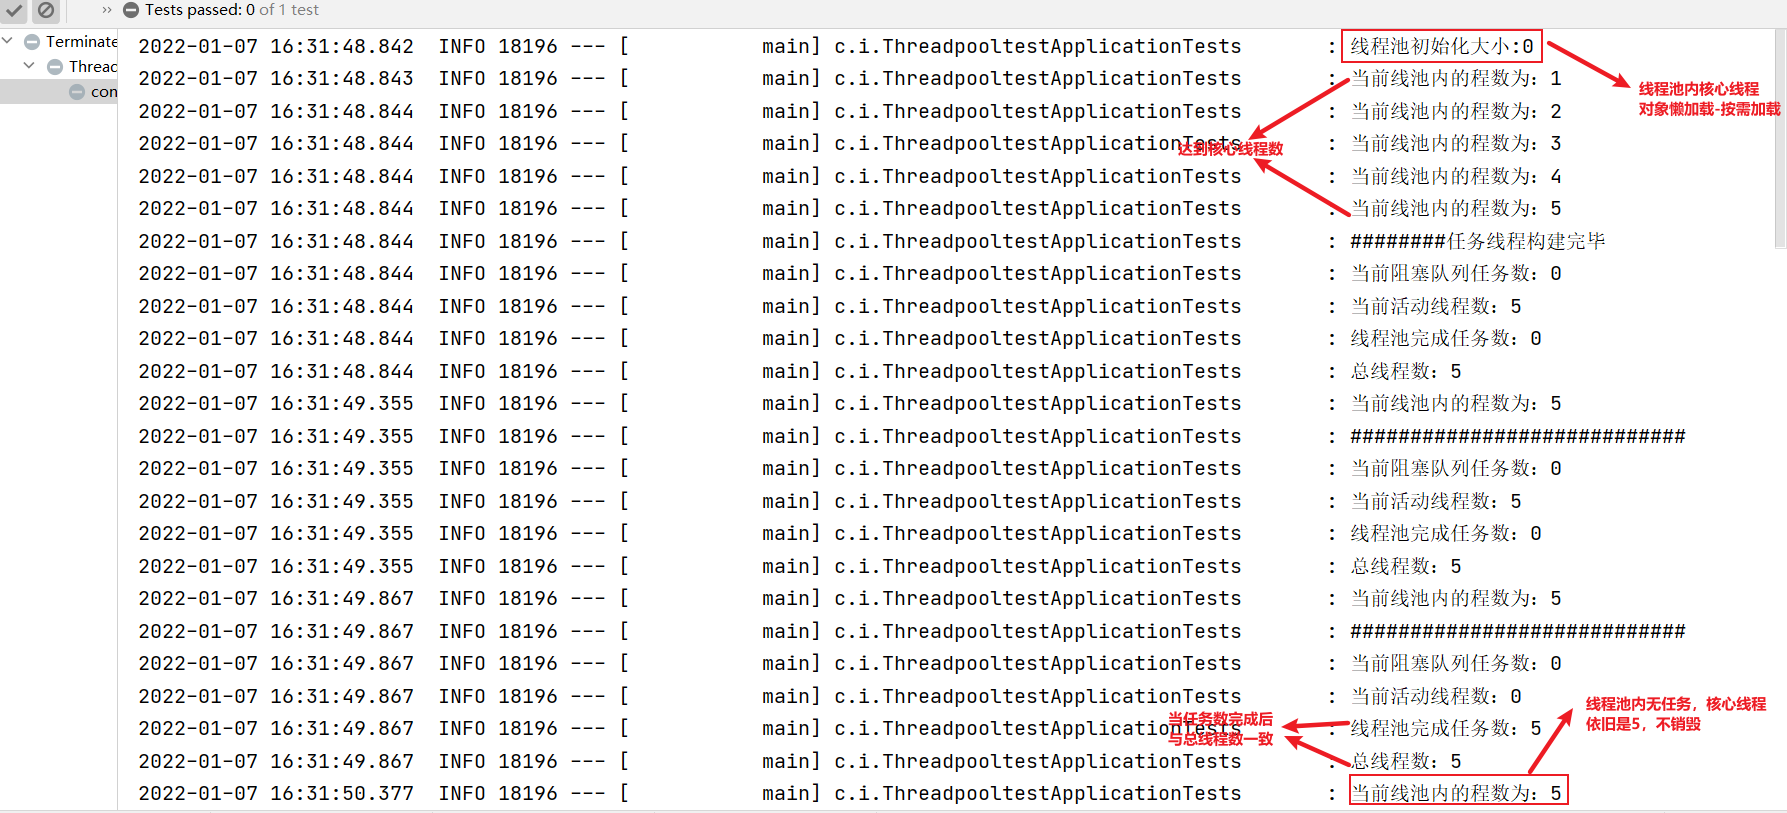 Tests passed: 0 of 1 test
Terminate
Thread
con
2022-01-07 16:31:48.842 INFO 18196 --- [ main] c.i.ThreadpooltestApplicationTests : 线程池初始化大小:0
2022-01-07 16:31:48.843 INFO 18196 --- [ main] c.i.ThreadpooltestApplicationTests : 当前线池内的程数为：1
线程池内核心线程
对象懒加载-按需加载
2022-01-07 16:31:48.844 INFO 18196 --- [ main] c.i.ThreadpooltestApplicationTests : 当前线池内的程数为：2
2022-01-07 16:31:48.844 INFO 18196 --- [ main] c.i.ThreadpooltestApplicationTests : 当前线池内的程数为：3
达到核心线程数
2022-01-07 16:31:48.844 INFO 18196 --- [ main] c.i.ThreadpooltestApplicationTests : 当前线池内的程数为：4
2022-01-07 16:31:48.844 INFO 18196 --- [ main] c.i.ThreadpooltestApplicationTests : 当前线池内的程数为：5
2022-01-07 16:31:48.844 INFO 18196 --- [ main] c.i.ThreadpooltestApplicationTests : ########任务线程构建完毕
2022-01-07 16:31:48.844 INFO 18196 --- [ main] c.i.ThreadpooltestApplicationTests : 当前阻塞队列任务数：0
2022-01-07 16:31:48.844 INFO 18196 --- [ main] c.i.ThreadpooltestApplicationTests : 当前活动线程数：5
2022-01-07 16:31:48.844 INFO 18196 --- [ main] c.i.ThreadpooltestApplicationTests : 线程池完成任务数：0
2022-01-07 16:31:48.844 INFO 18196 --- [ main] c.i.ThreadpooltestApplicationTests : 总线程数：5
2022-01-07 16:31:49.355 INFO 18196 --- [ main] c.i.ThreadpooltestApplicationTests : 当前线池内的程数为：5
2022-01-07 16:31:49.355 INFO 18196 --- [ main] c.i.ThreadpooltestApplicationTests : ############################
2022-01-07 16:31:49.355 INFO 18196 --- [ main] c.i.ThreadpooltestApplicationTests : 当前阻塞队列任务数：0
2022-01-07 16:31:49.355 INFO 18196 --- [ main] c.i.ThreadpooltestApplicationTests : 当前活动线程数：5
2022-01-07 16:31:49.355 INFO 18196 --- [ main] c.i.ThreadpooltestApplicationTests : 线程池完成任务数：0
2022-01-07 16:31:49.355 INFO 18196 --- [ main] c.i.ThreadpooltestApplicationTests : 总线程数：5
2022-01-07 16:31:49.867 INFO 18196 --- [ main] c.i.ThreadpooltestApplicationTests : 当前线池内的程数为：5
2022-01-07 16:31:49.867 INFO 18196 --- [ main] c.i.ThreadpooltestApplicationTests : ############################
2022-01-07 16:31:49.867 INFO 18196 --- [ main] c.i.ThreadpooltestApplicationTests : 当前阻塞队列任务数：0
2022-01-07 16:31:49.867 INFO 18196 --- [ main] c.i.ThreadpooltestApplicationTests : 当前活动线程数：0
线程池内无任务，核心线程
依旧是5，不销毁
当任务数完成后
与总线程数一致
2022-01-07 16:31:49.867 INFO 18196 --- [ main] c.i.ThreadpooltestApplicationTests : 线程池完成任务数：5
2022-01-07 16:31:49.867 INFO 18196 --- [ main] c.i.ThreadpooltestApplicationTests : 总线程数：5
2022-01-07 16:31:50.377 INFO 18196 --- [ main] c.i.ThreadpooltestApplicationTests : 当前线池内的程数为：5